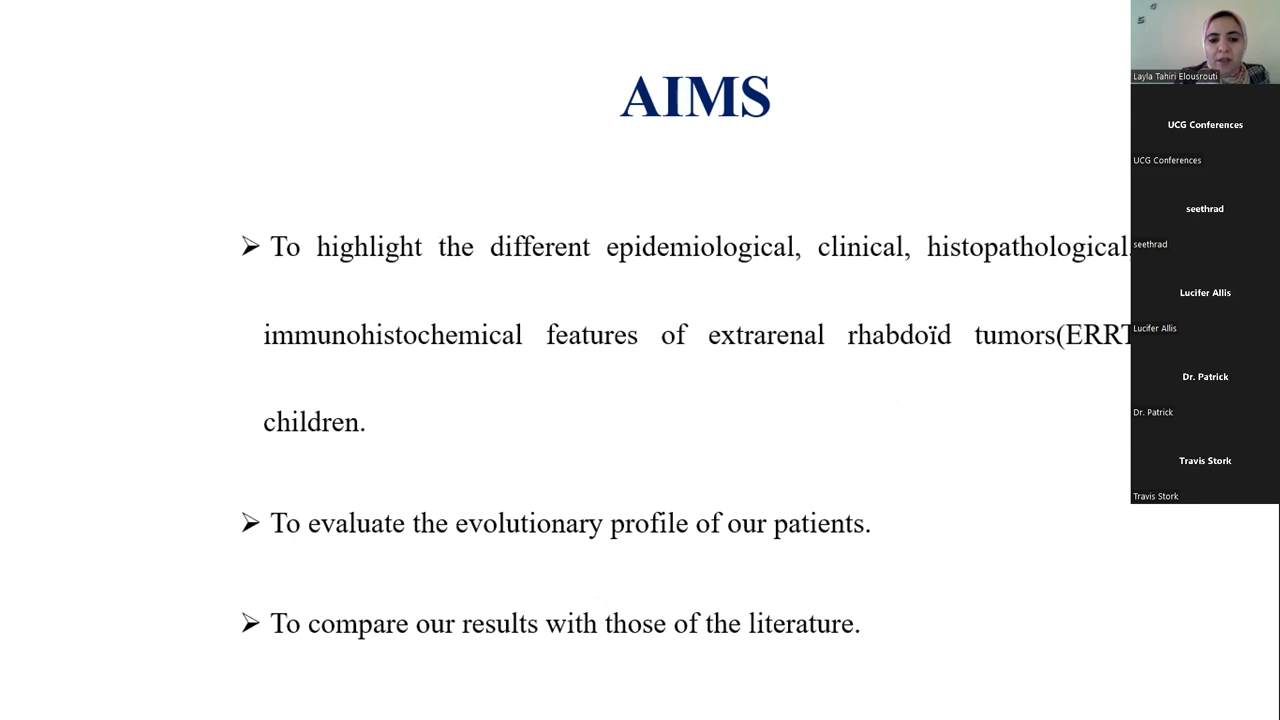 AIMS
➢ To highlight the different epidemiological, clinical, histopathological,
immunohistochemical features of extrarenal rhabdoïd tumors(ERRT
children.
➢ To evaluate the evolutionary profile of our patients.
➢ To compare our results with those of the literature.
Layla Tahiri Elousrouti
UCG Conferences
UCG Conferences
seethrad
seethrad
Lucifer Allis
Lucifer Allis
Dr. Patrick
Dr. Patrick
Travis Stork
Travis Stork